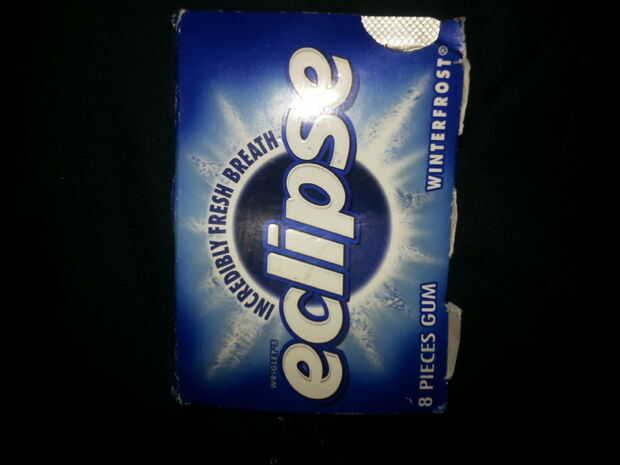 INCREDIBLY FRESH BREATH
WRIGLEY'S
eclipse
8 PIECES GUM
WINTERFROST®